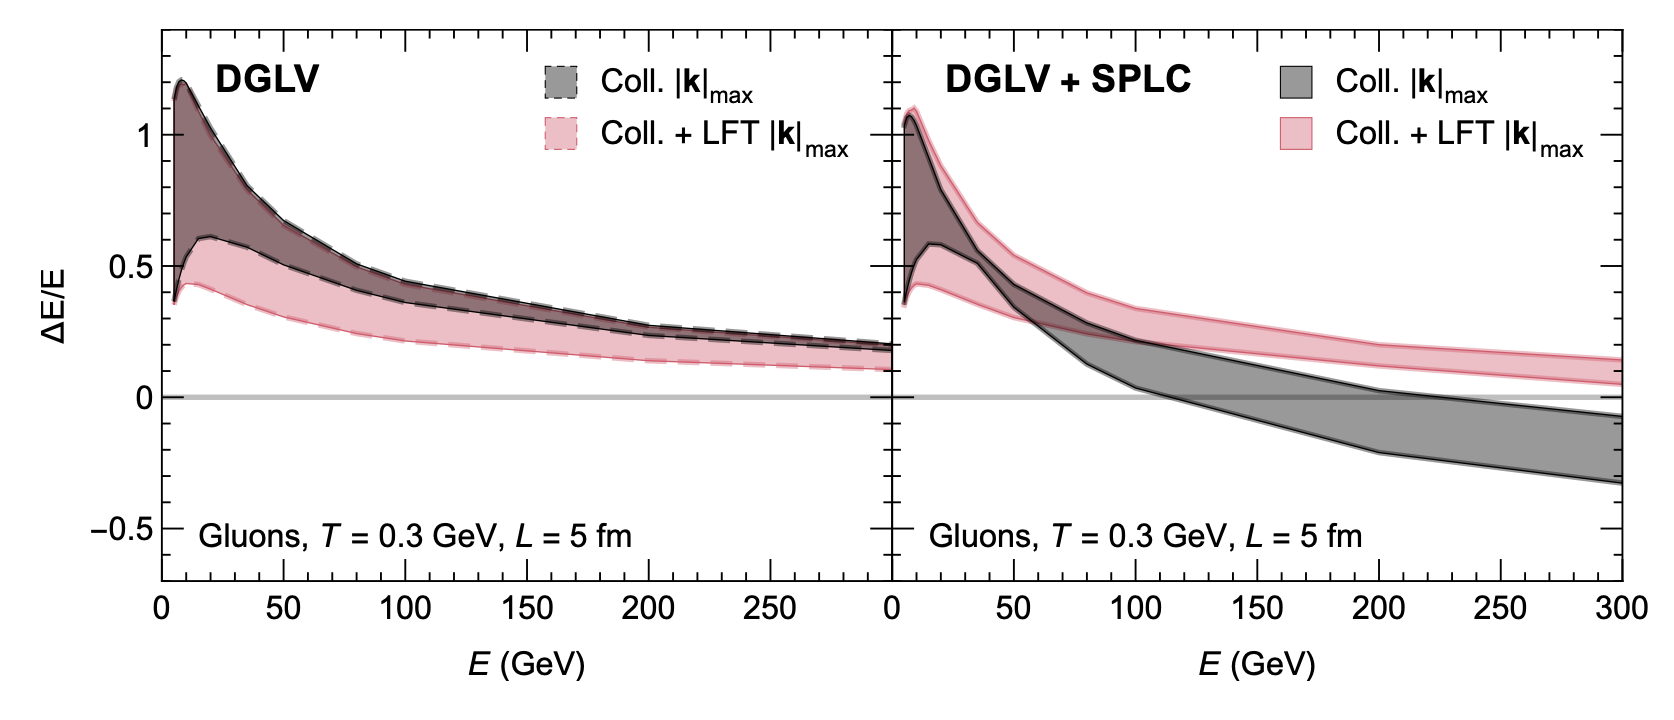 DGLV
Coll. |k|max
Coll. + LFT |k|max
DGLV + SPLC
Coll. |k|max
Coll. + LFT |k|max
1
0.5
0
−0.5
ΔE/E
Gluons, T = 0.3 GeV, L = 5 fm
Gluons, T = 0.3 GeV, L = 5 fm
0 50 100 150 200 250 0 50 100 150 200 250 300
E (GeV) E (GeV)